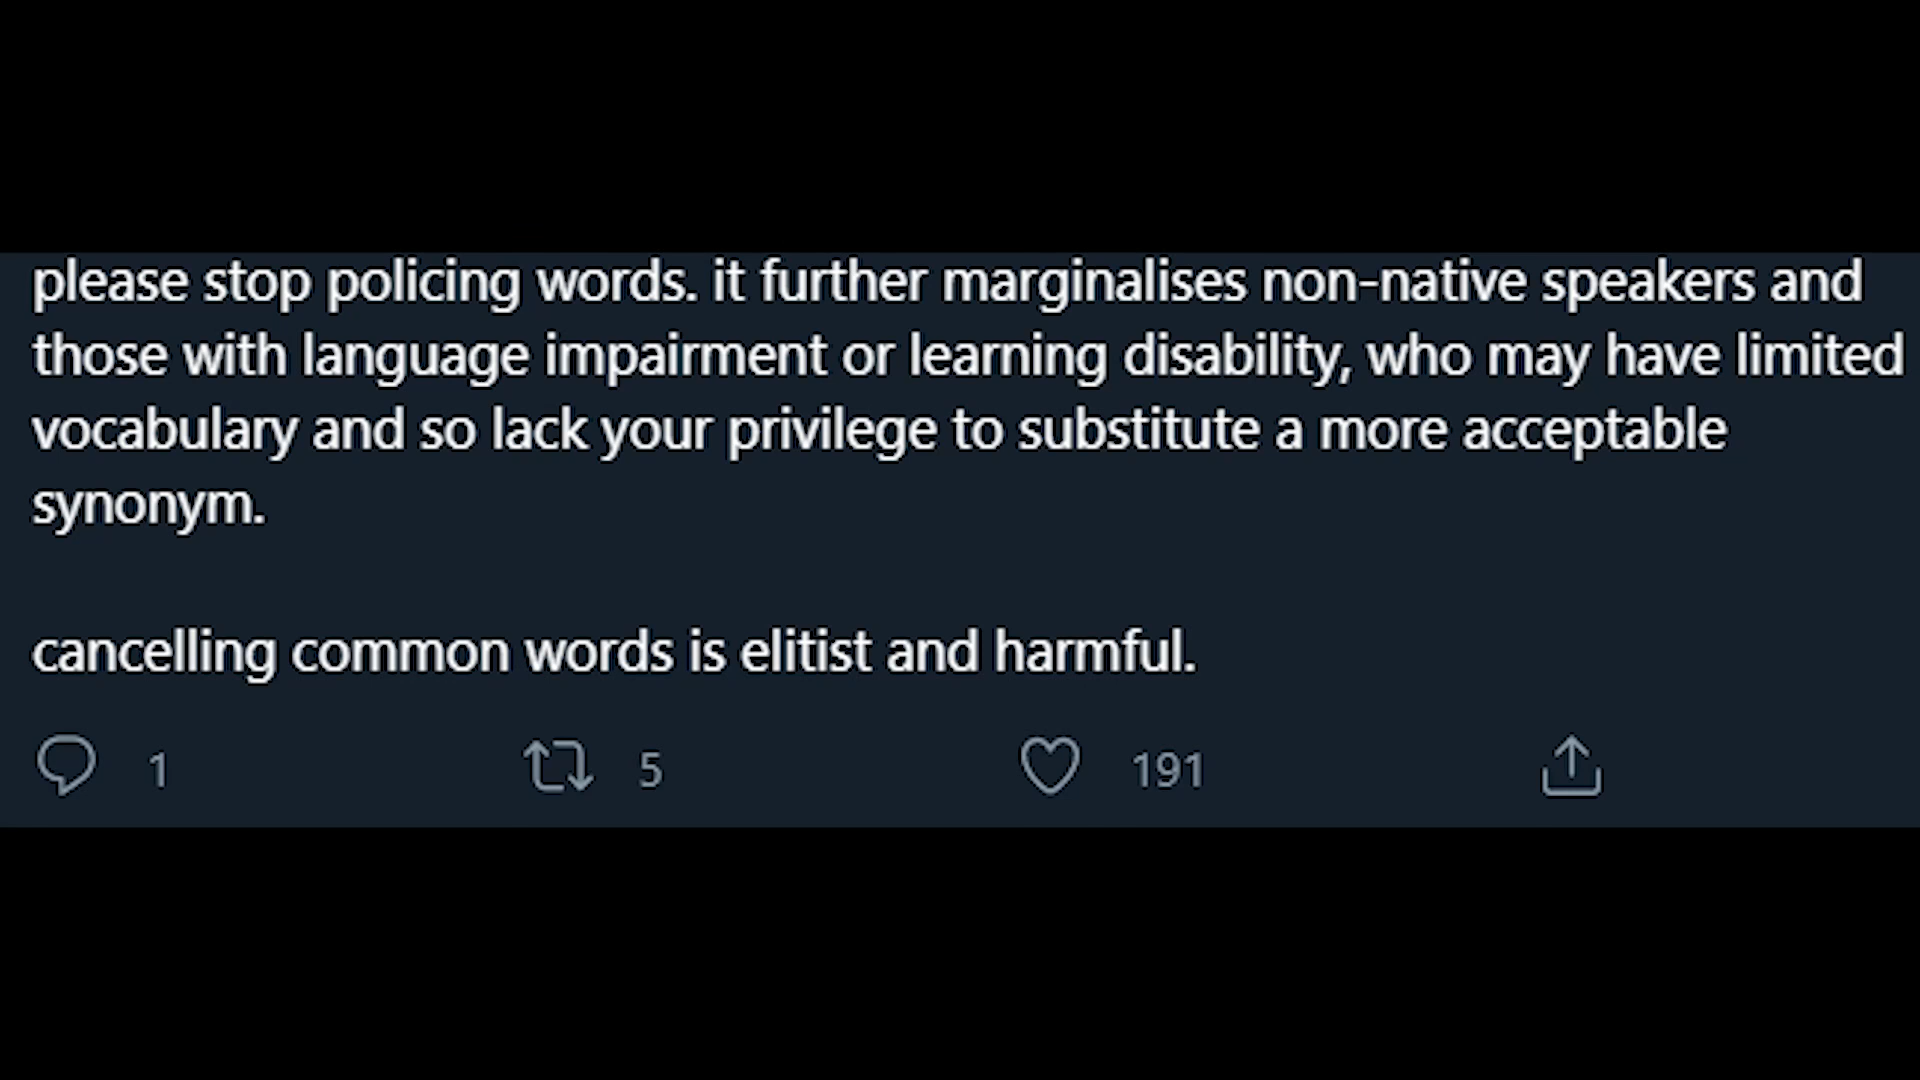 please stop policing words. it further marginalises non-native speakers and
those with language impairment or learning disability, who may have limited
vocabulary and so lack your privilege to substitute a more acceptable
synonym.
cancelling common words is elitist and harmful.
1 5 191